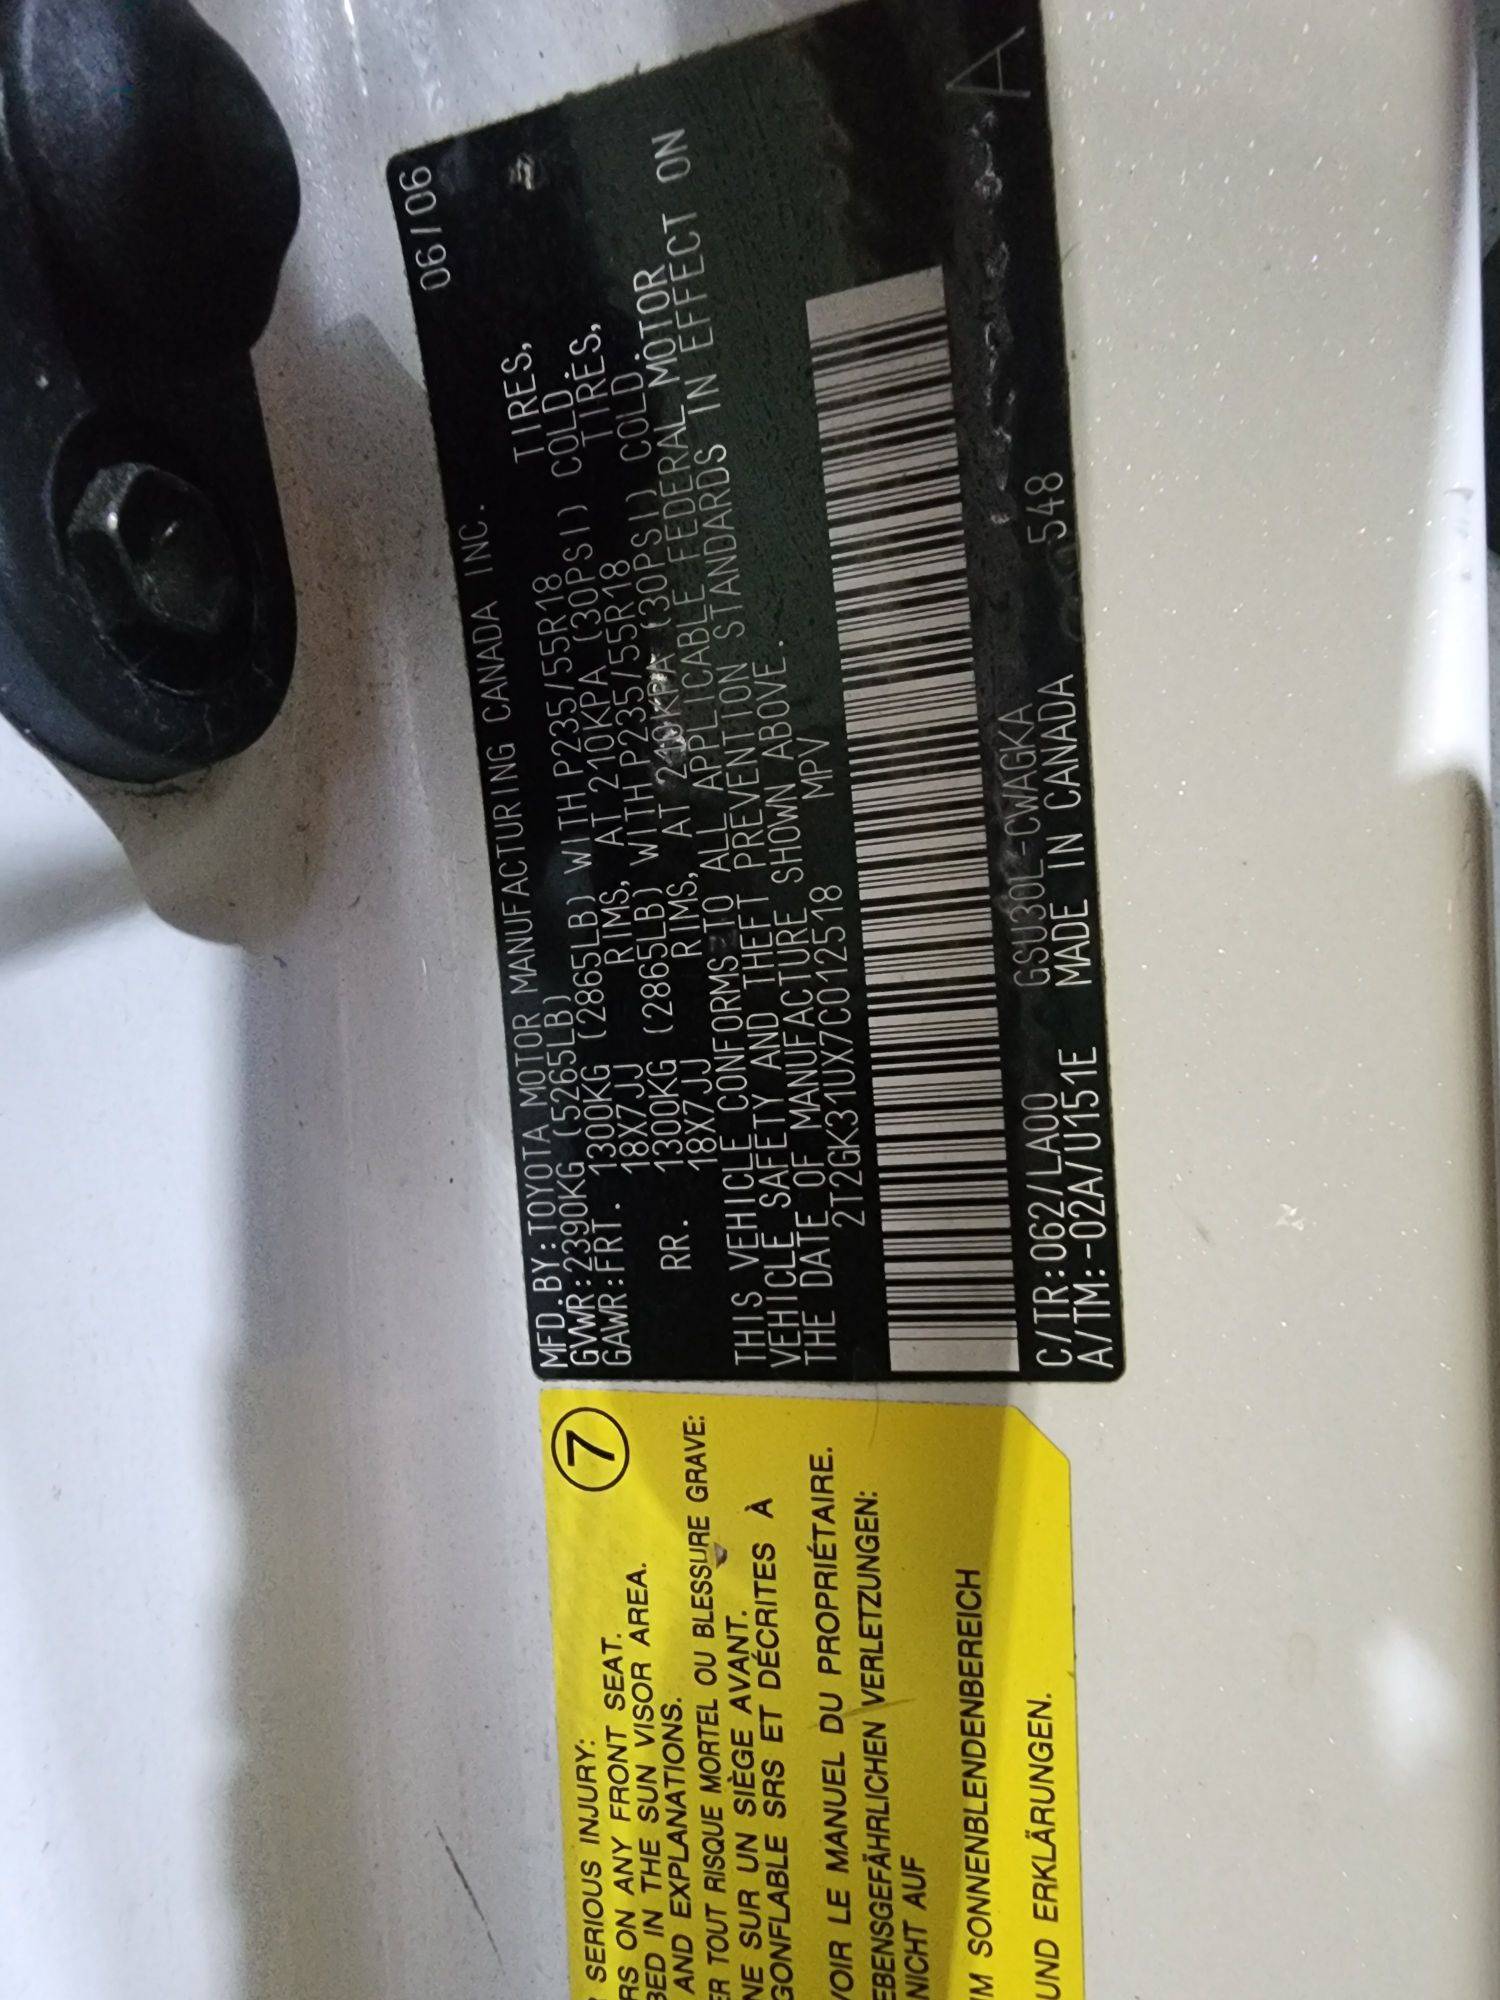 MFD.BY:TOYOTA MOTOR MANUFACTURING CANADA INC. 06/06
GVWR:2390KG (5265LB)
GAWR:FRT. 1300KG (2865LB) WITH P235/55R18 TIRES,
18X7JJ RIMS, AT 210KPA (30PSI) COLD.
RR. 1300KG (2865LB) WITH P235/55R18 TIRES,
18X7JJ RIMS, AT 210KPA (30PSI) COLD.
THIS VEHICLE CONFORMS TO ALL APPLICABLE FEDERAL MOTOR
VEHICLE SAFETY AND THEFT PREVENTION STANDARDS IN EFFECT ON
THE DATE OF MANUFACTURE SHOWN ABOVE.
2T2GK31UX7C012518 MPV
C/TR:062/LA00 GSU30L-CWAGKA A
A/TM:-02A/U151E MADE IN CANADA 548
7
SERIOUS INJURY:
ON ANY FRONT SEAT.
IN THE SUN VISOR AREA.
AND EXPLANATIONS.
TOUT RISQUE MORTEL OU BLESSURE GRAVE:
SUR UN SIÈGE AVANT.
GONFLABLE SRS ET DÉCRITES À
VOIR LE MANUEL DU PROPRIÉTAIRE.
EBENSGEFÄHRLICHEN VERLETZUNGEN:
NICHT AUF
IM SONNENBLENDENBEREICH
UND ERKLÄRUNGEN.